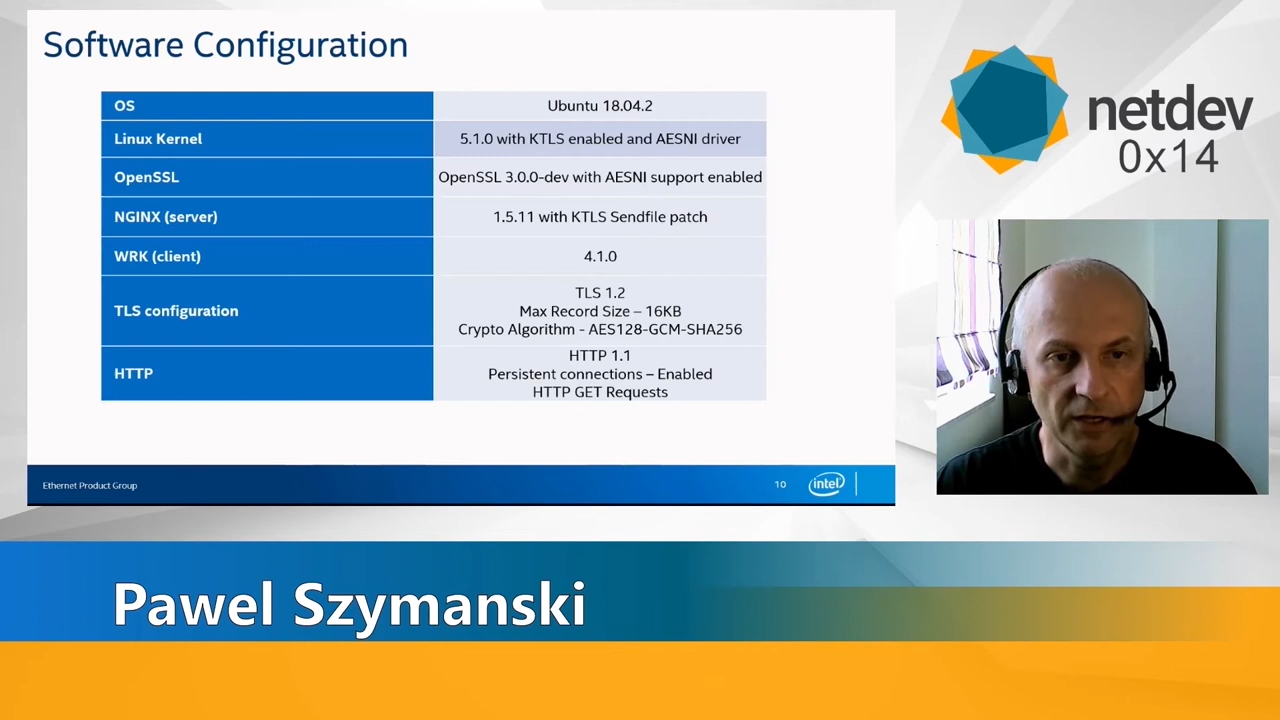 Software Configuration
OS
Ubuntu 18.04.2
Linux Kernel
5.1.0 with KTLS enabled and AESNI driver
OpenSSL
OpenSSL 3.0.0-dev with AESNI support enabled
NGINX (server)
1.5.11 with KTLS Sendfile patch
WRK (client)
4.1.0
TLS configuration
TLS 1.2
Max Record Size – 16KB
Crypto Algorithm - AES128-GCM-SHA256
HTTP
HTTP 1.1
Persistent connections – Enabled
HTTP GET Requests
Ethernet Product Group
10
intel
netdev
0x14
Pawel Szymanski